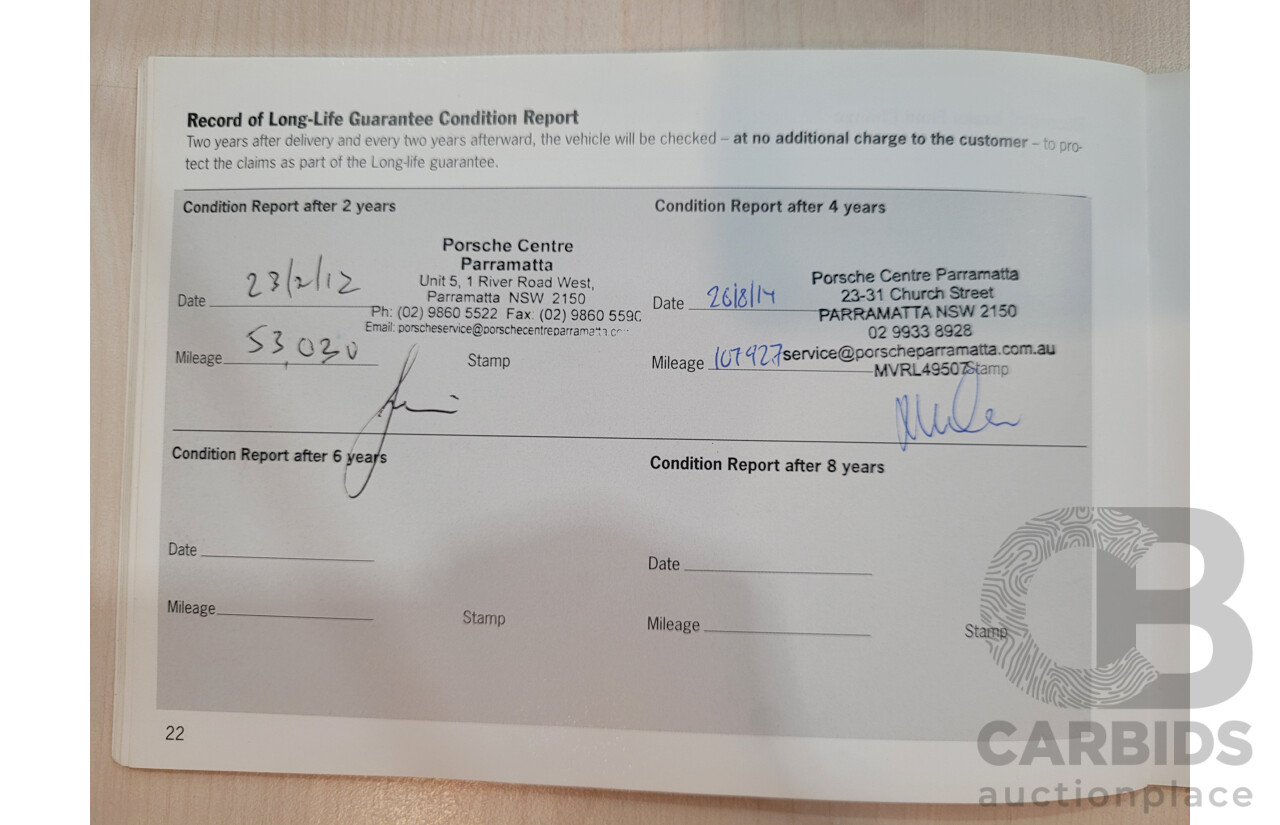 Record of Long-Life Guarantee Condition Report
Two years after delivery and every two years afterward, the vehicle will be checked – at no additional charge to the customer – to pro-
tect the claims as part of the Long-life guarantee.
Condition Report after 2 years
Porsche Centre
Parramatta
Unit 5, 1 River Road West,
Parramatta NSW 2150
Ph: (02) 9860 5522 Fax: (02) 9860 5590
Email: porscheservice@porschecentreparramatta.co
Date 23/2/12
Mileage 53,030
Stamp
Condition Report after 4 years
Porsche Centre Parramatta
23-31 Church Street
PARRAMATTA NSW 2150
02 9933 8928
service@porscheparramatta.com.au
MVRL49507
Date 26/8/14
Mileage 107927
Stamp
Condition Report after 6 years
Date
Mileage
Stamp
Condition Report after 8 years
Date
Mileage
Stamp
22
CARBIDS
auctionplace